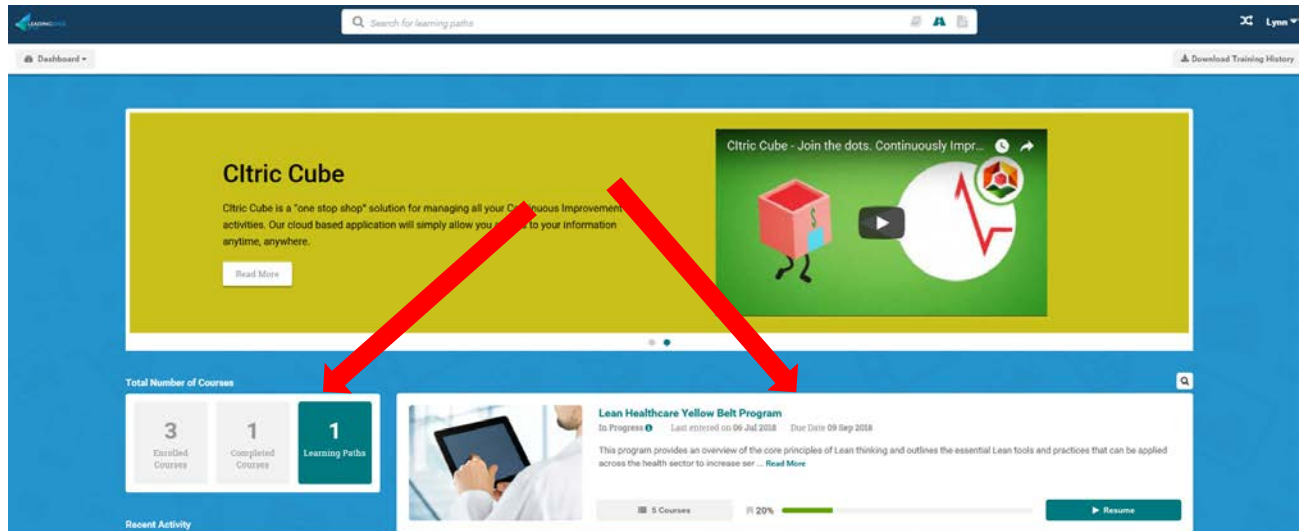 LEADINGEDGE
Search for learning paths
Lynn
Dashboard
Download Training History
CItric Cube
CItric Cube is a "one stop shop" solution for managing all your Continuous Improvement
activities. Our cloud based application will simply allow you to your information
anytime, anywhere.
Read More
CItric Cube - Join the dots. Continuously Impr...
$
Total Number of Courses
3
Enrolled
Courses
1
Completed
Courses
1
Learning Paths
Lean Healthcare Yellow Belt Program
In Progress Last entered on 06 Jul 2018 Due Date 09 Sep 2018
This program provides an overview of the core principles of Lean thinking and outlines the essential Lean tools and practices that can be applied
across the health sector to increase ser ... Read More
5 Courses
20%
Resume
Recent Activity